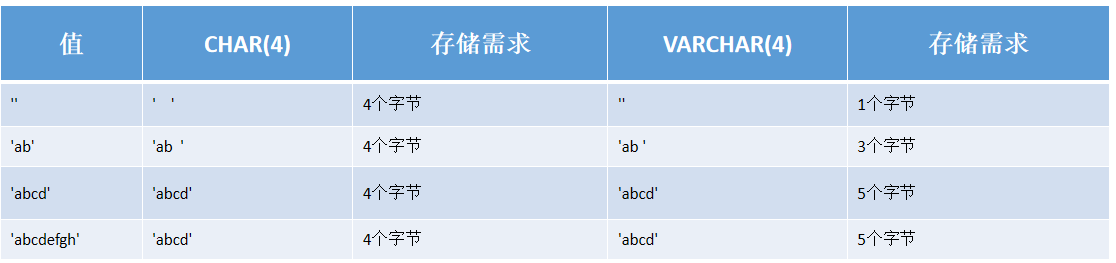 值 CHAR(4) 存储需求 VARCHAR(4) 存储需求
'' '    ' 4个字节 '' 1个字节
'ab' 'ab  ' 4个字节 'ab ' 3个字节
'abcd' 'abcd' 4个字节 'abcd' 5个字节
'abcdefgh' 'abcd' 4个字节 'abcd' 5个字节